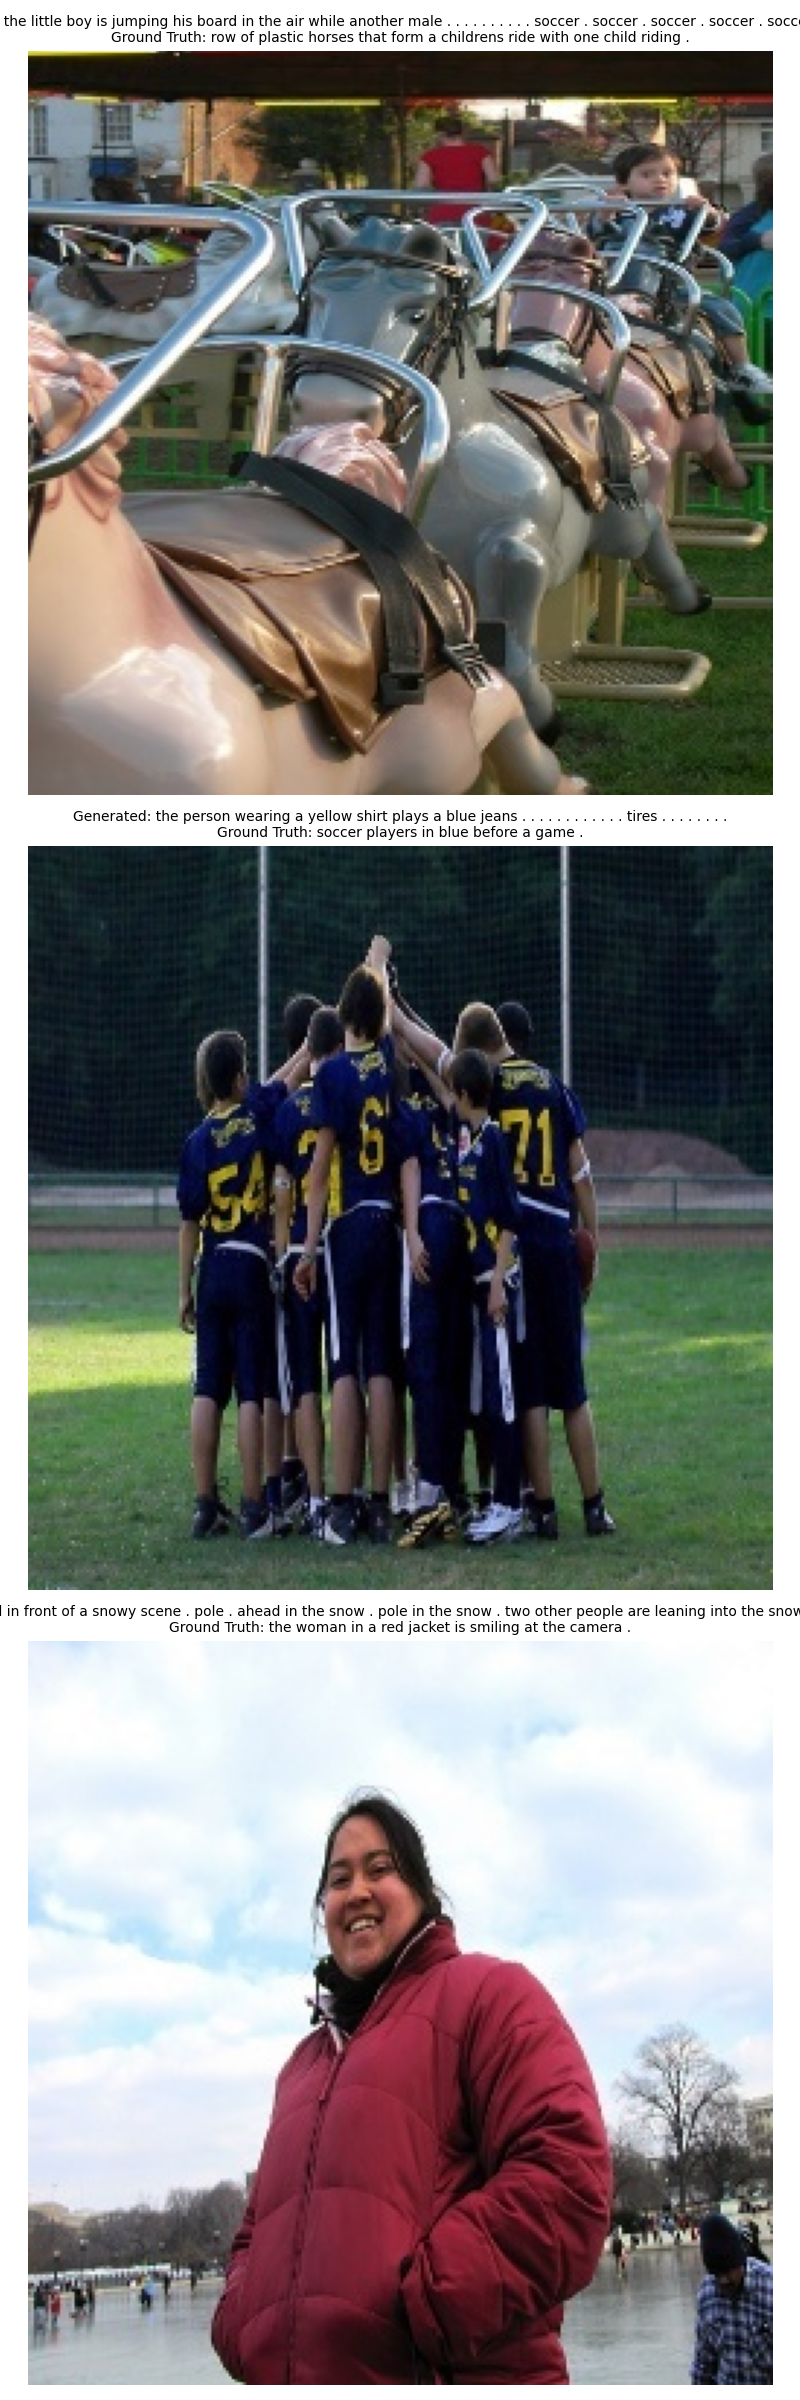 the little boy is jumping his board in the air while another male . . . . . . . . . . soccer . soccer . soccer . soccer .
Ground Truth: row of plastic horses that form a childrens ride with one child riding .
Generated: the person wearing a yellow shirt plays a blue jeans . . . . . . . . . . . . tires . . . . . . . .
Ground Truth: soccer players in blue before a game .
54
6
71
in front of a snowy scene . pole . ahead in the snow . pole in the snow . two other people are leaning into the snow
Ground Truth: the woman in a red jacket is smiling at the camera .